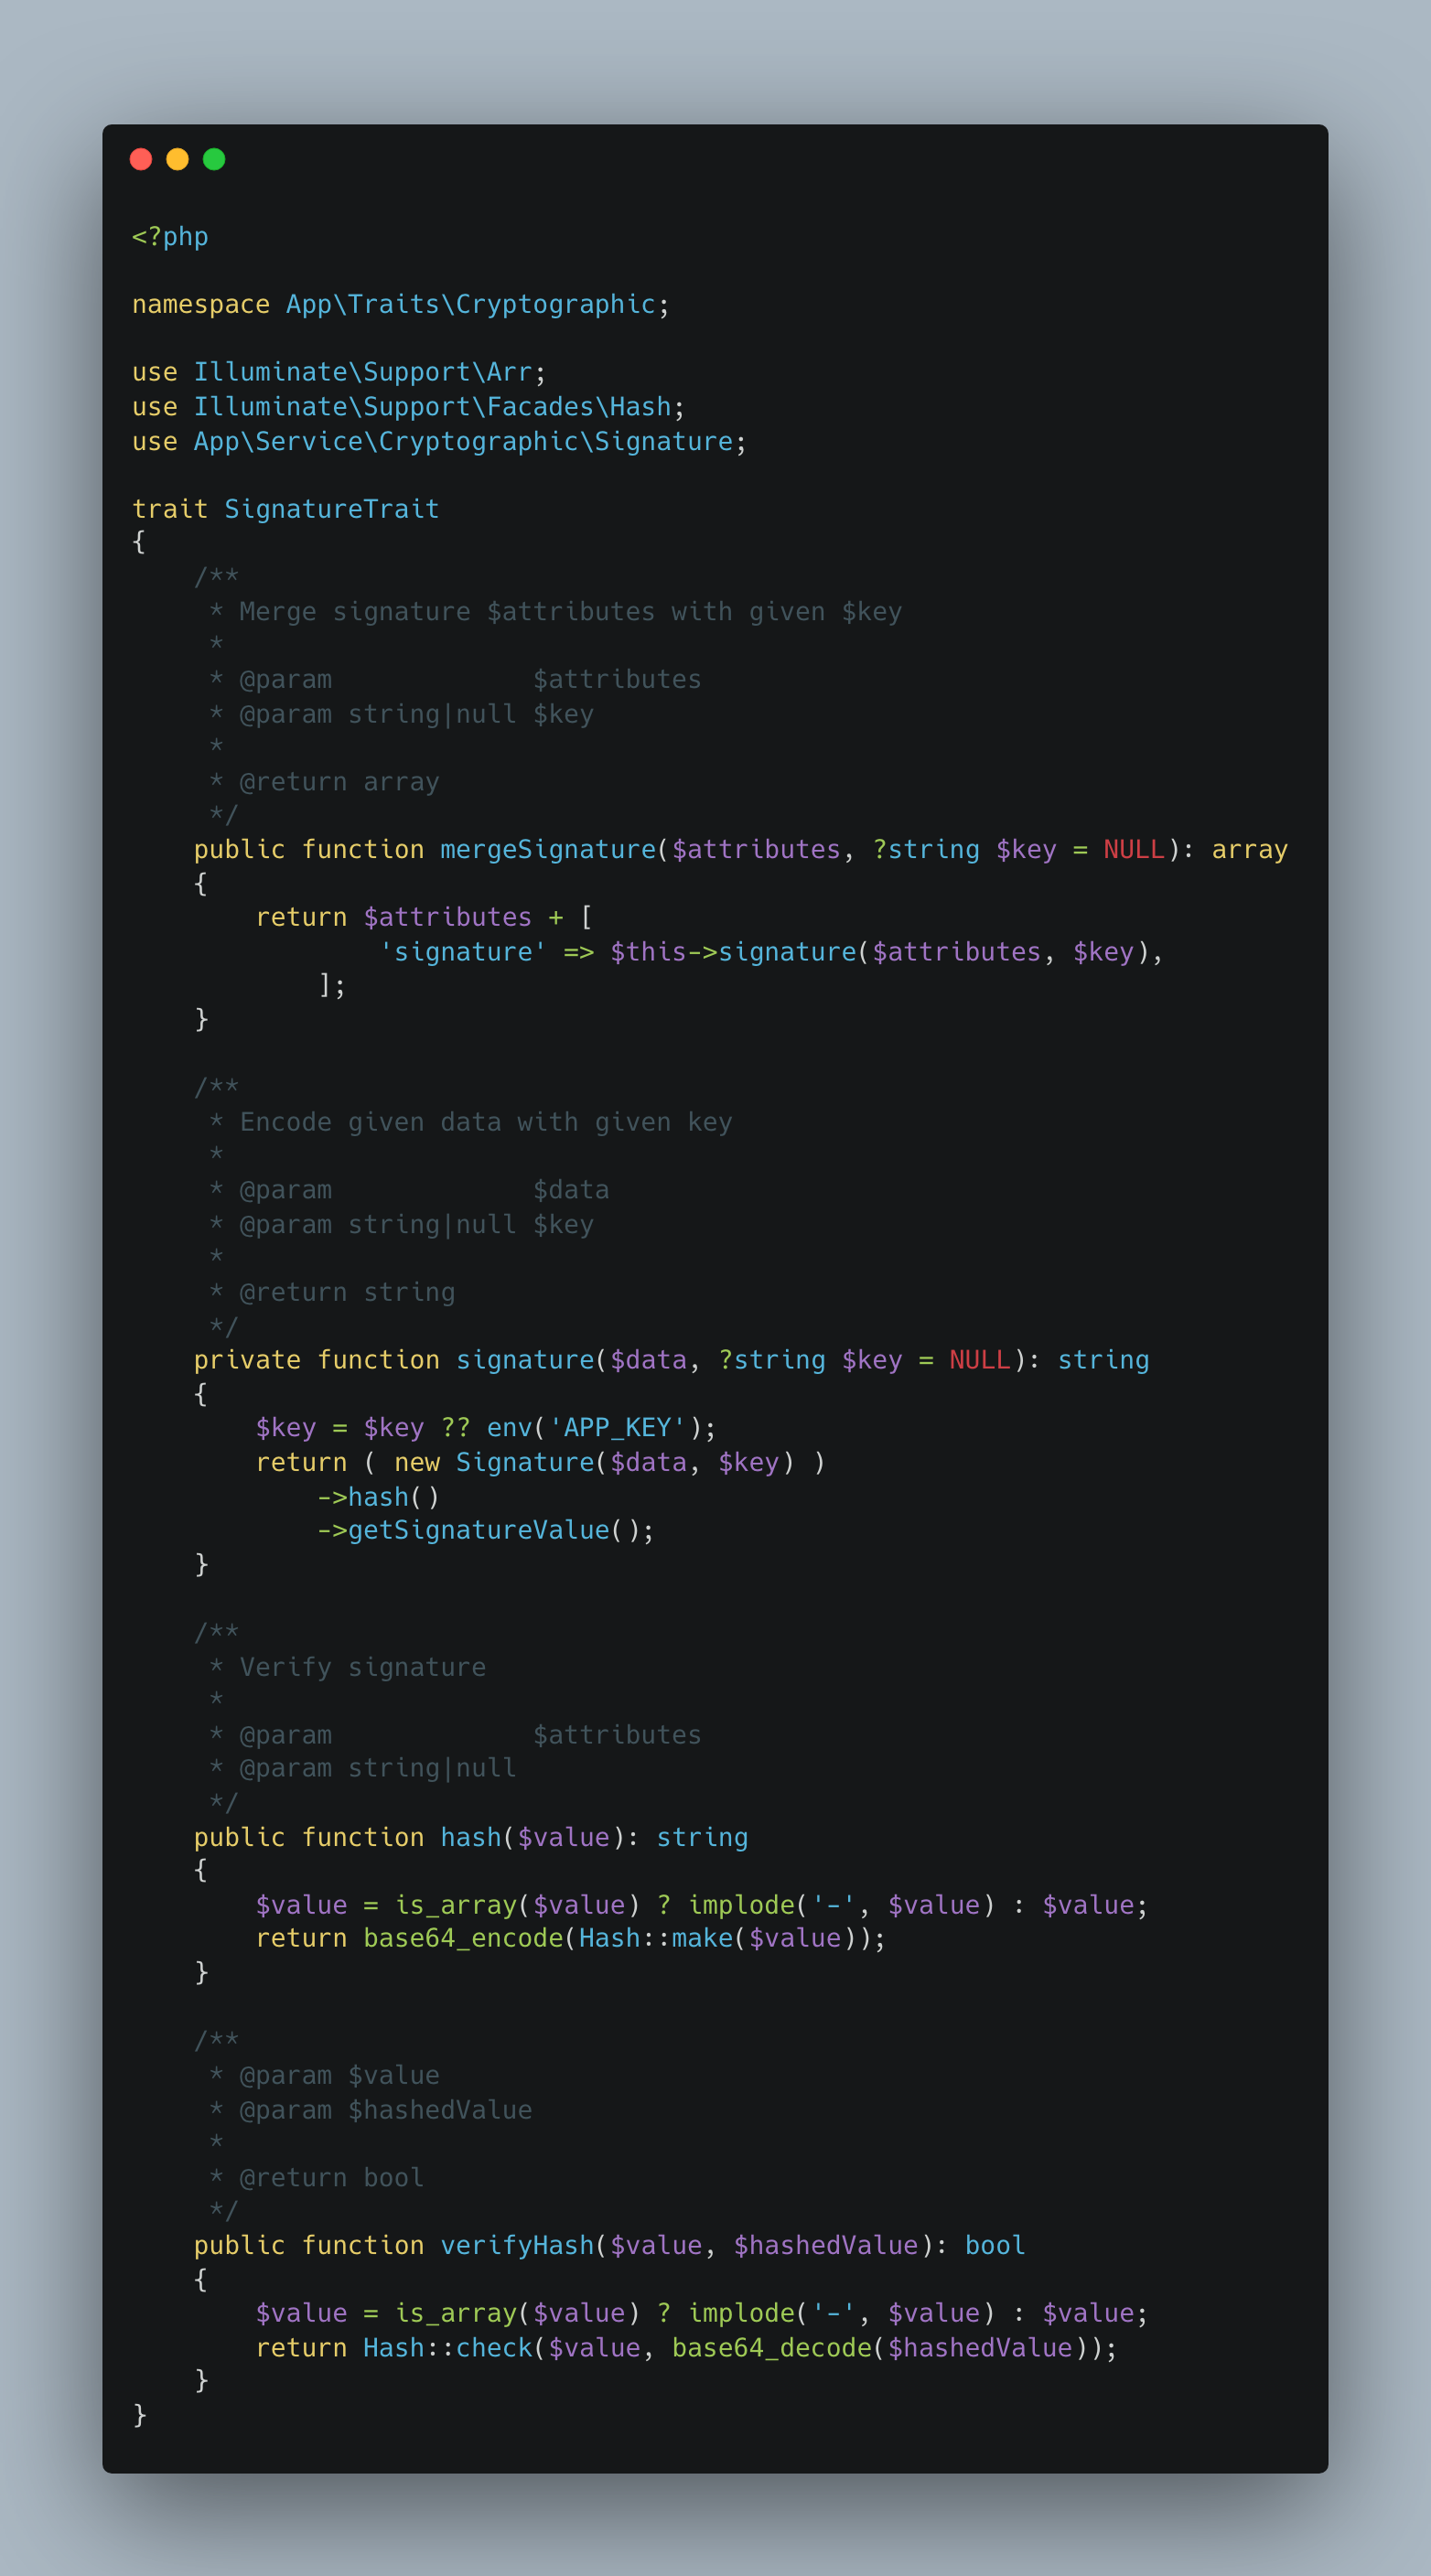 <?php

namespace App\Traits\Cryptographic;

use Illuminate\Support\Arr;
use Illuminate\Support\Facades\Hash;
use App\Service\Cryptographic\Signature;

trait SignatureTrait
{
    /**
     * Merge signature $attributes with given $key
     *
     * @param             $attributes
     * @param string|null $key
     *
     * @return array
     */
    public function mergeSignature($attributes, ?string $key = NULL): array
    {
        return $attributes + [
                'signature' => $this->signature($attributes, $key),
            ];
    }

    /**
     * Encode given data with given key
     *
     * @param             $data
     * @param string|null $key
     *
     * @return string
     */
    private function signature($data, ?string $key = NULL): string
    {
        $key = $key ?? env('APP_KEY');
        return ( new Signature($data, $key) )
            ->hash()
            ->getSignatureValue();
    }

    /**
     * Verify signature
     *
     * @param             $attributes
     * @param string|null
     */
    public function hash($value): string
    {
        $value = is_array($value) ? implode('-', $value) : $value;
        return base64_encode(Hash::make($value));
    }

    /**
     * @param $value
     * @param $hashedValue
     *
     * @return bool
     */
    public function verifyHash($value, $hashedValue): bool
    {
        $value = is_array($value) ? implode('-', $value) : $value;
        return Hash::check($value, base64_decode($hashedValue));
    }
}